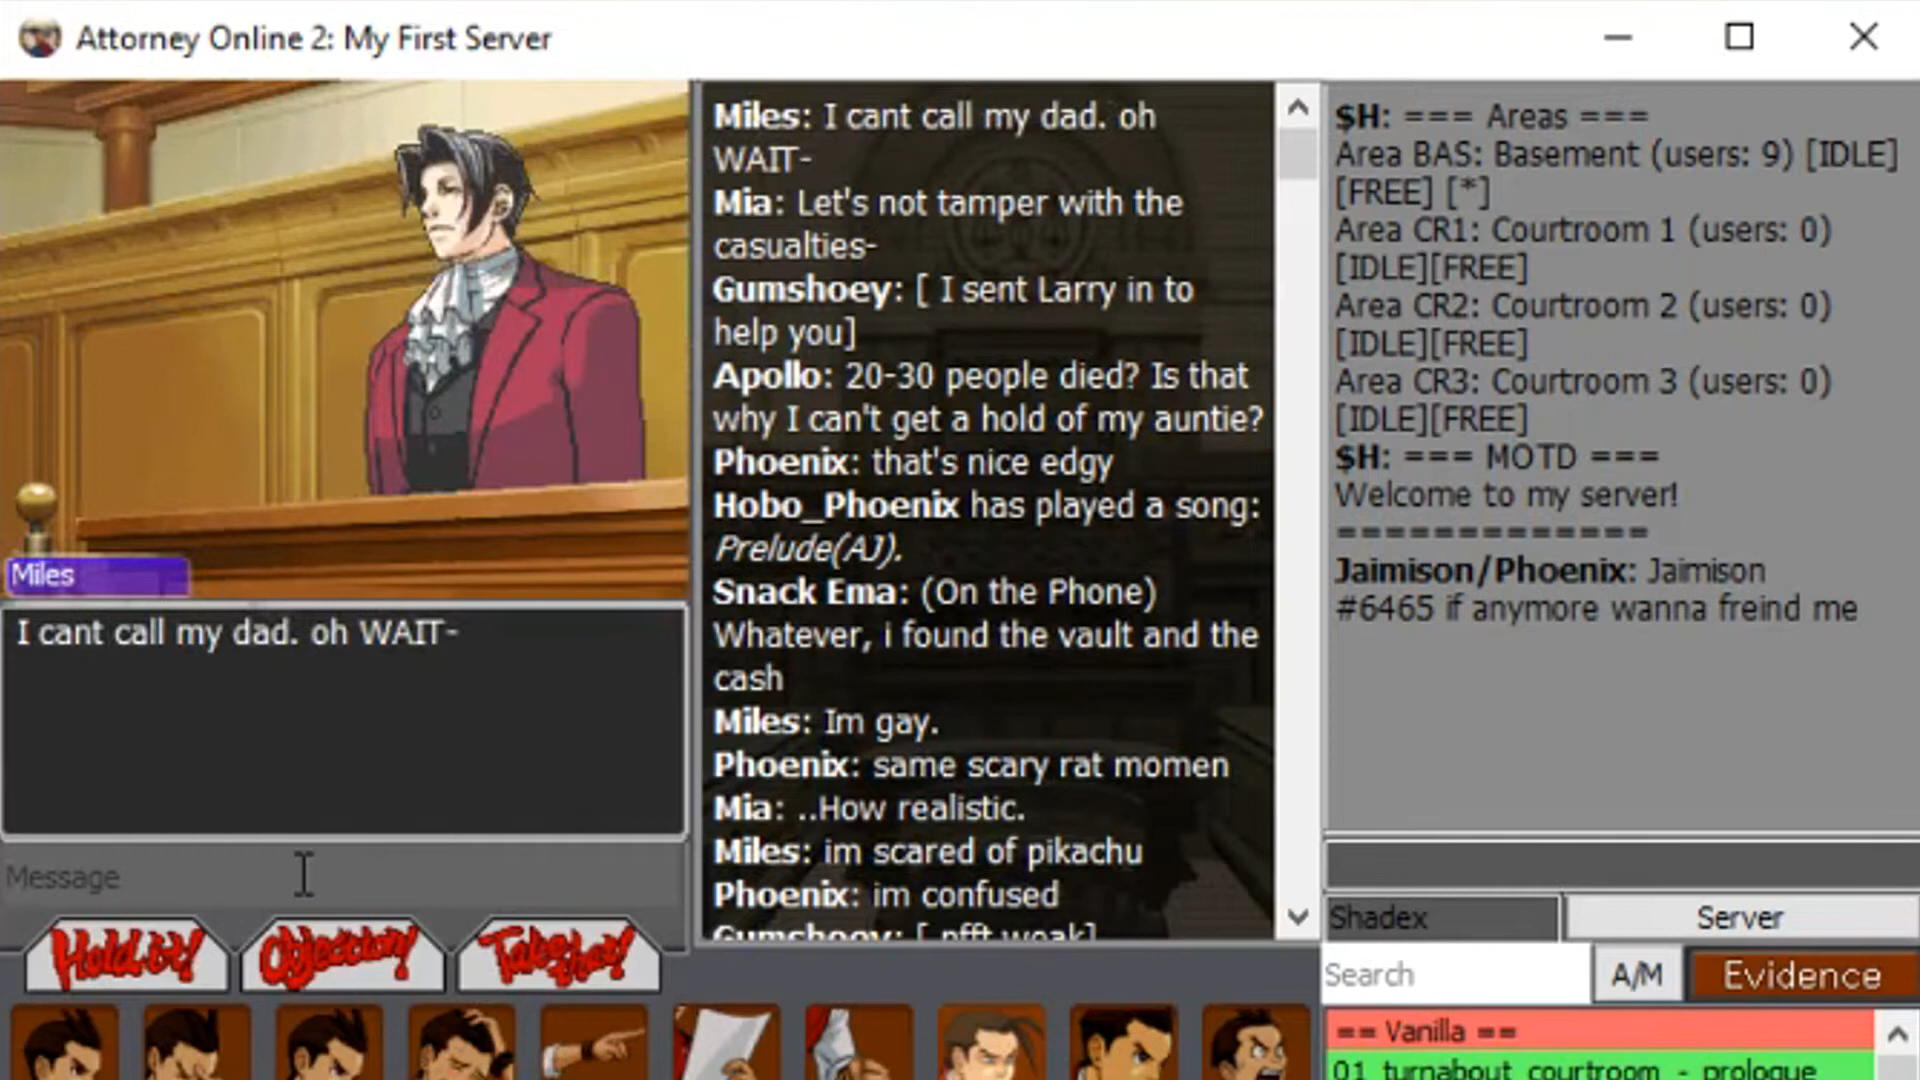 Attorney Online 2: My First Server
Miles
I cant call my dad. oh WAIT-
Message
Hold it!
Objection!
Take that!
Miles: I cant call my dad. oh
WAIT-
Mia: Let's not tamper with the
casualties-
Gumshoey: [ I sent Larry in to
help you]
Apollo: 20-30 people died? Is that
why I can't get a hold of my auntie?
Phoenix: that's nice edgy
Hobo_Phoenix has played a song:
Prelude(AJ).
Snack Ema: (On the Phone)
Whatever, i found the vault and the
cash
Miles: Im gay.
Phoenix: same scary rat momen
Mia: ..How realistic.
Miles: im scared of pikachu
Phoenix: im confused
Gumshoey: [ pfft weak]
$H: === Areas ===
Area BAS: Basement (users: 9) [IDLE]
[FREE] [*]
Area CR1: Courtroom 1 (users: 0)
[IDLE][FREE]
Area CR2: Courtroom 2 (users: 0)
[IDLE][FREE]
Area CR3: Courtroom 3 (users: 0)
[IDLE][FREE]
$H: === MOTD ===
Welcome to my server!
=============
Jaimison/Phoenix: Jaimison
#6465 if anymore wanna freind me
Shadex
Server
Search
A/M
Evidence
== Vanilla ==
01 turnabout courtroom - prologue